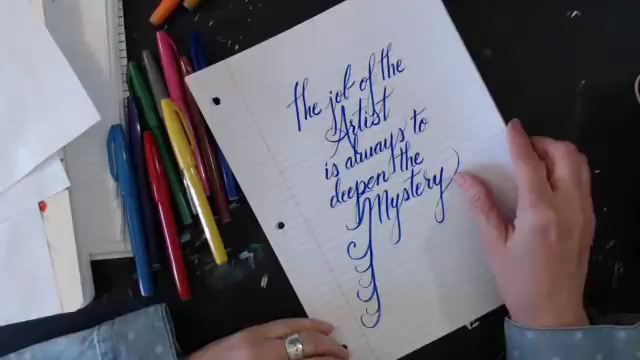 the job of the
Artist
is always to
deepen the
Mystery